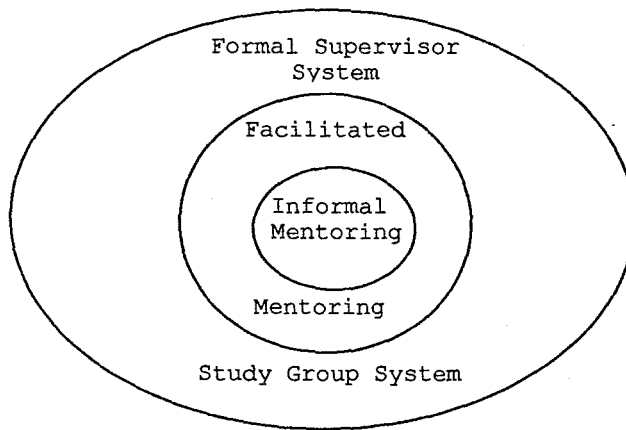 Formal Supervisor
System
Facilitated
Informal
Mentoring
Mentoring
Study Group System